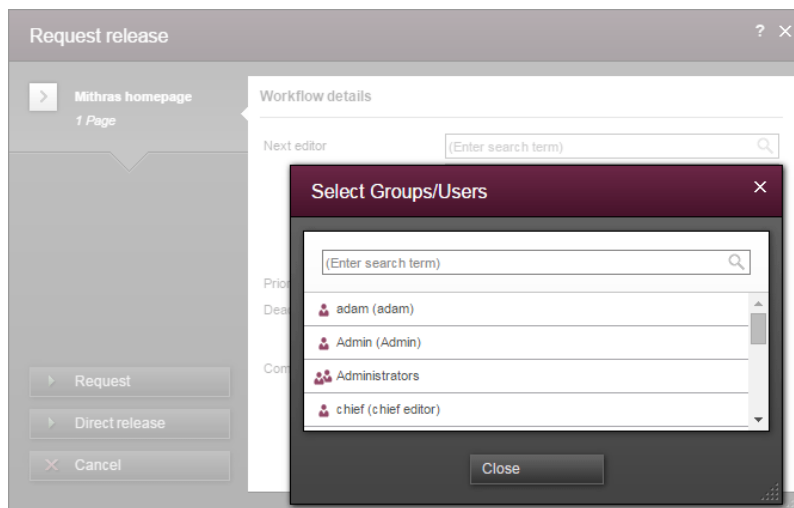 Request release
?
Mithras homepage
1 Page
Workflow details
Next editor
(Enter search term)
Select Groups/Users
(Enter search term)
adam (adam)
Admin (Admin)
Administrators
chief (chief editor)
Close
Request
Direct release
Cancel